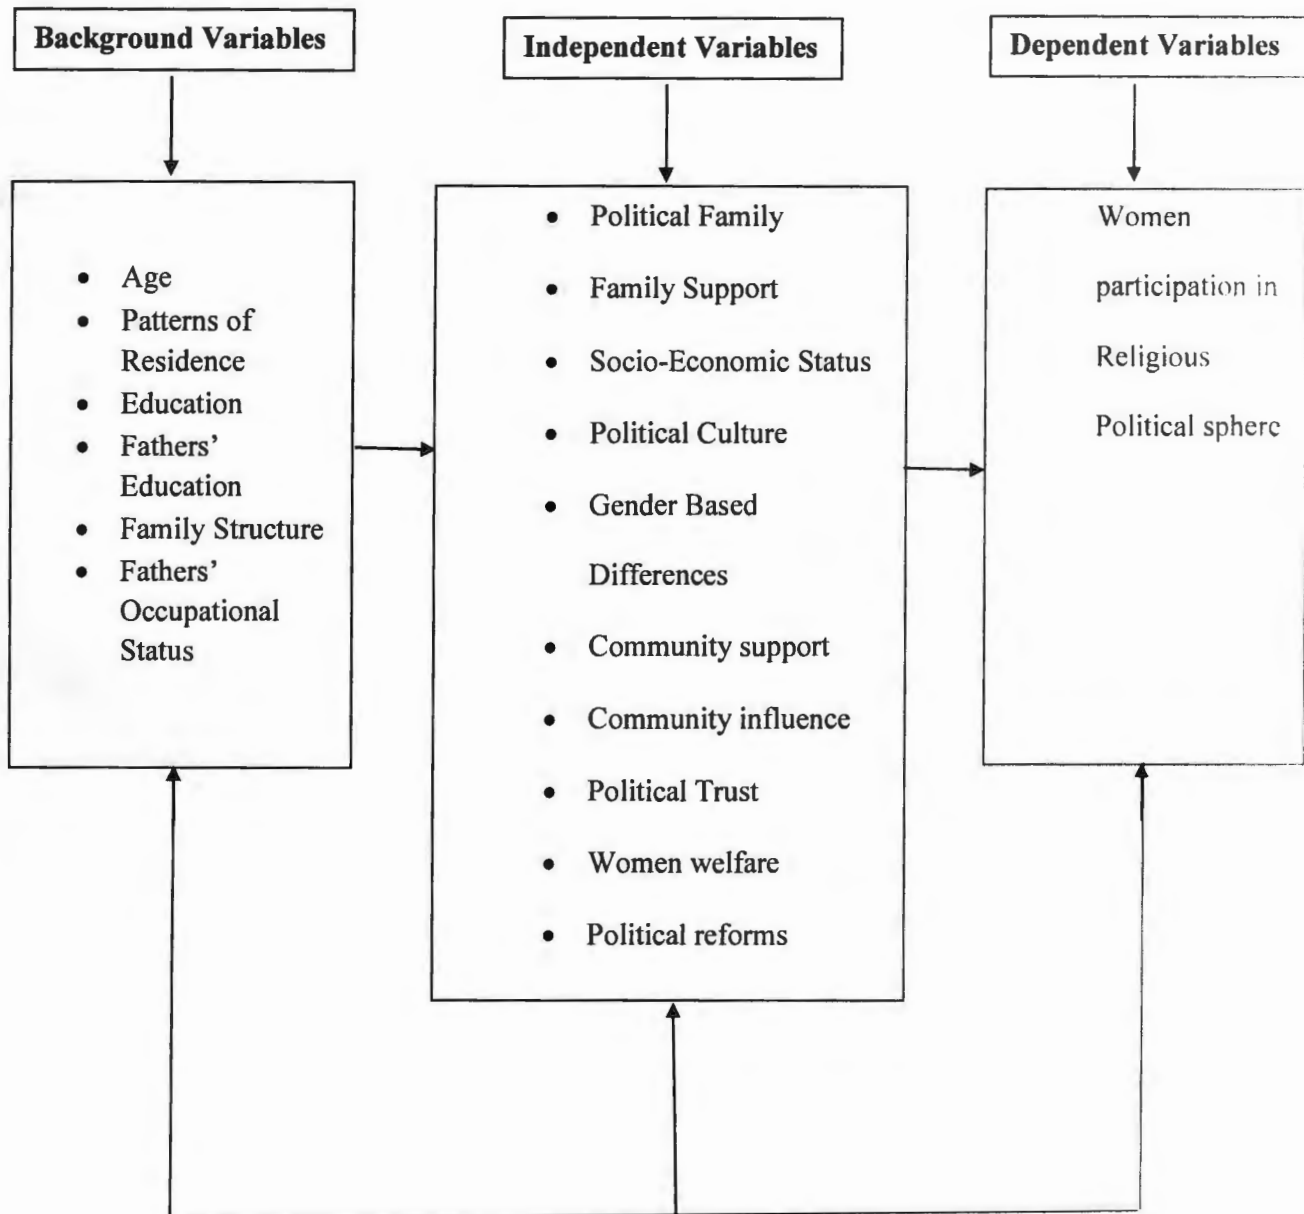 Background Variables
Independent Variables
Dependent Variables
• Age
• Patterns of
Residence
• Education
• Fathers’
Education
• Family Structure
• Fathers’
Occupational
Status
• Political Family
• Family Support
• Socio-Economic Status
• Political Culture
• Gender Based
Differences
• Community support
• Community influence
• Political Trust
• Women welfare
• Political reforms
Women
participation in
Religious
Political sphere